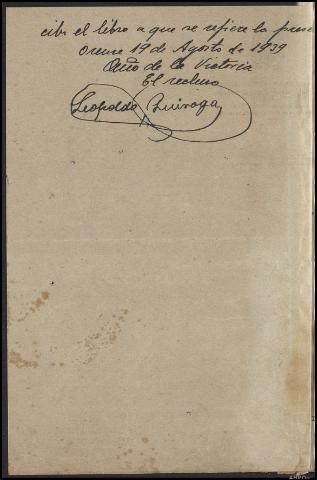 cibi el libro a que se refiere la prese
Orense 19 de Agosto de 1939
Año de la Victoria
El recluso
Leopoldo Quiroga